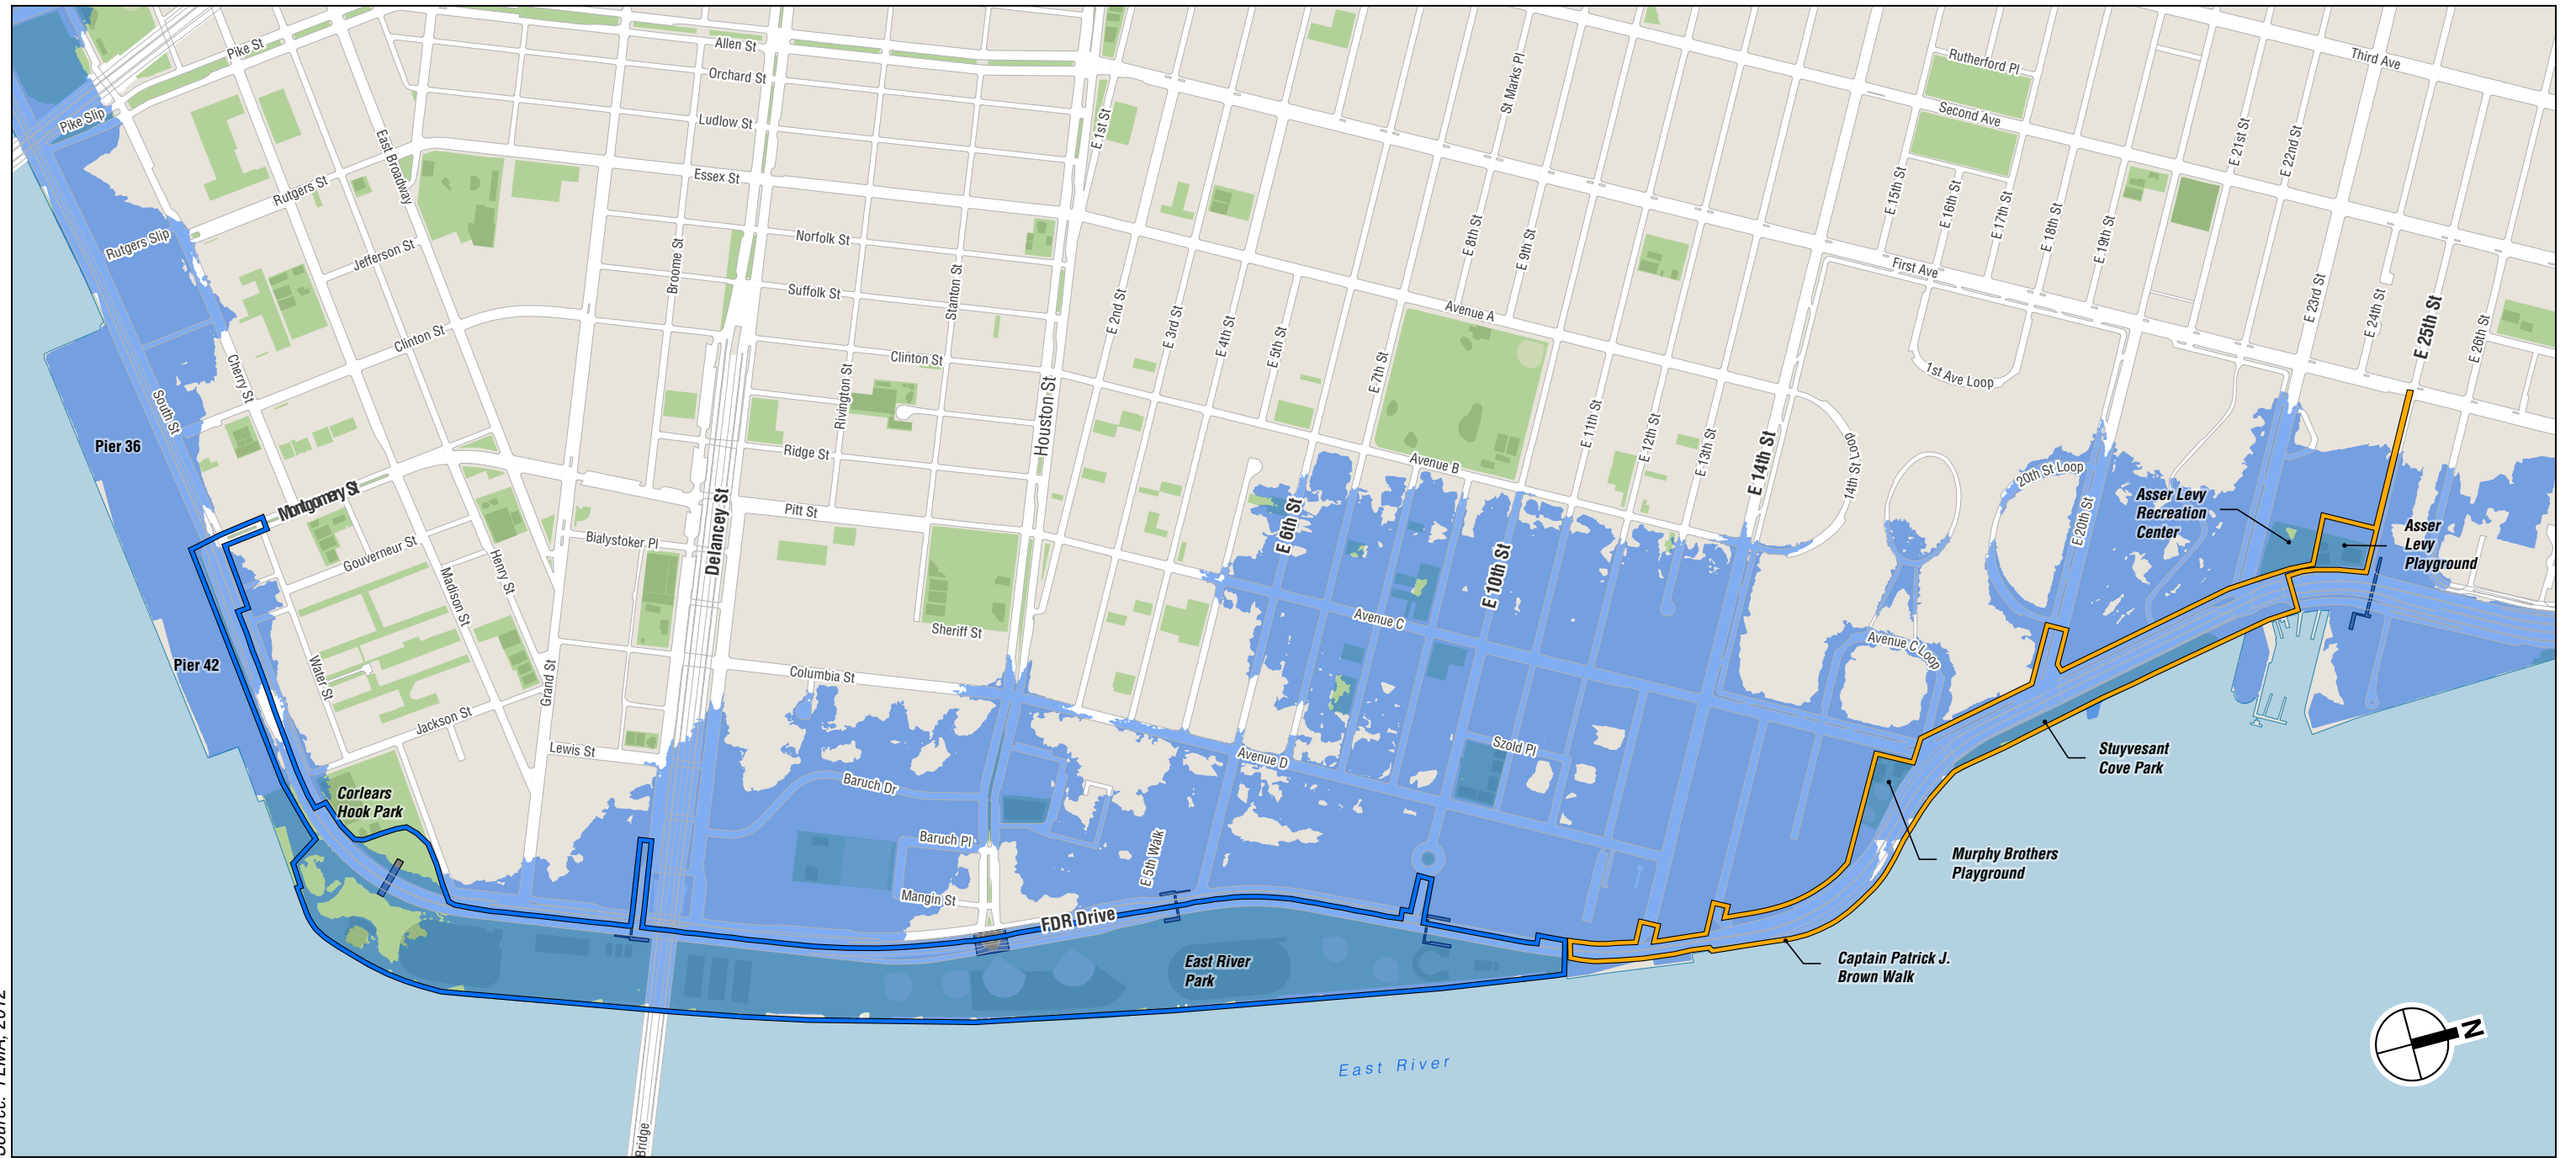 Pike St
Allen St
Orchard St
Ludlow St
Essex St
Norfolk St
Suffolk St
Clinton St
Ridge St
Pitt St
Pike Slip
East Broadway
Rutgers St
Rutgers Slip
Jefferson St
Clinton St
Cherry St
South St
Broome St
Stanton St
Rivington St
Houston St
Delancey St
Bialystoker Pl
Sheriff St
Columbia St
Montgomery St
Gouverneur St
Henry St
Madison St
Water St
Jackson St
Grand St
Lewis St
Pier 36
Pier 42
Corlears
Hook Park
Baruch Dr
Baruch Pl
Mangin St
FDR Drive
E 5th Walk
East River
Park
E 1st St
E 2nd St
E 3rd St
E 4th St
E 5th St
E 6th St
E 7th St
St Marks Pl
E 8th St
E 9th St
E 10th St
E 11th St
E 12th St
E 13th St
E 14th St
Avenue A
Avenue B
Avenue C
Avenue D
Szold Pl
14th St Loop
Avenue C Loop
1st Ave Loop
20th St Loop
First Ave
Second Ave
Third Ave
Rutherford Pl
E 15th St
E 16th St
E 17th St
E 18th St
E 19th St
E 20th St
E 21st St
E 22nd St
E 23rd St
E 24th St
E 25th St
E 26th St
Asser Levy
Recreation
Center
Asser
Levy
Playground
Stuyvesant
Cove Park
Murphy Brothers
Playground
Captain Patrick J.
Brown Walk
East River
Bridge
N